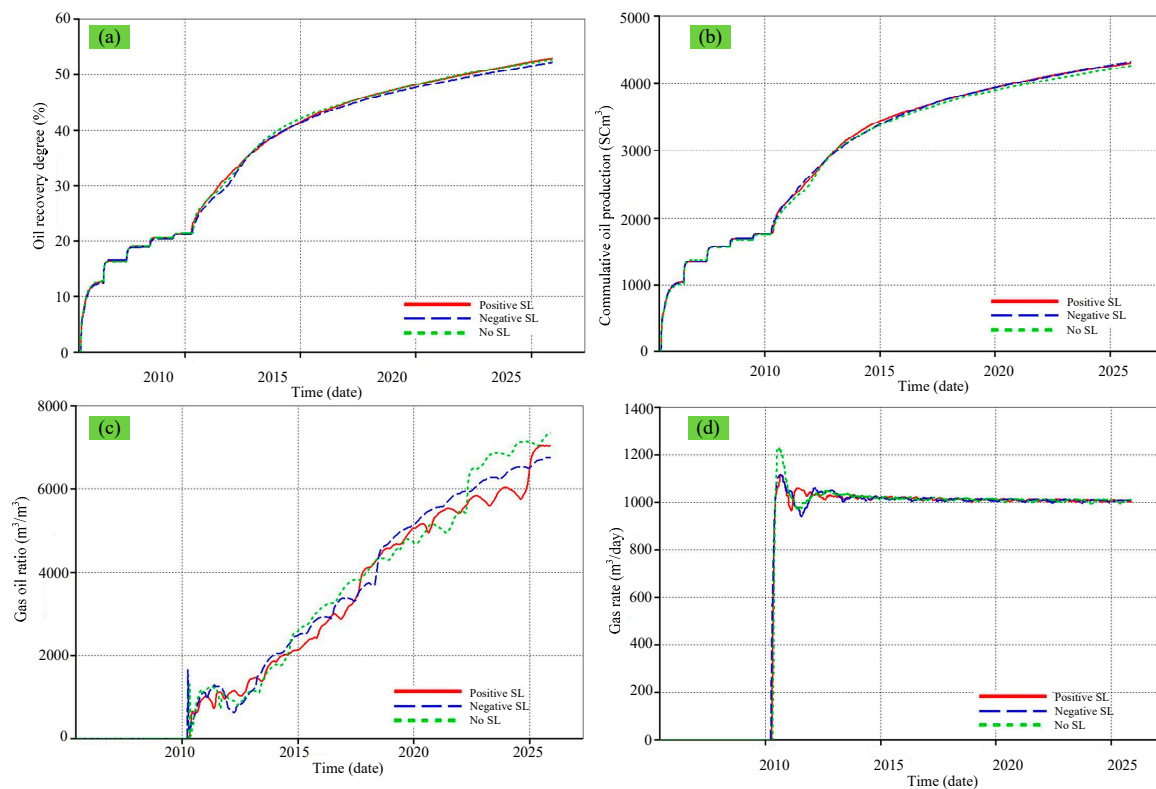 (a)
Oil recovery degree (%)
60
50
40
30
20
10
0
2010
2015
2020
2025
Time (date)
Positive SL
Negative SL
No SL
(b)
Commulative oil production (SCm³)
5000
4000
3000
2000
1000
0
2010
2015
2020
2025
Time (date)
Positive SL
Negative SL
No SL
(c)
Gas oil ratio (m³/m³)
8000
6000
4000
2000
0
2010
2015
2020
2025
Time (date)
Positive SL
Negative SL
No SL
(d)
Gas rate (m³/day)
1400
1200
1000
800
600
400
200
0
2010
2015
2020
2025
Time (date)
Positive SL
Negative SL
No SL